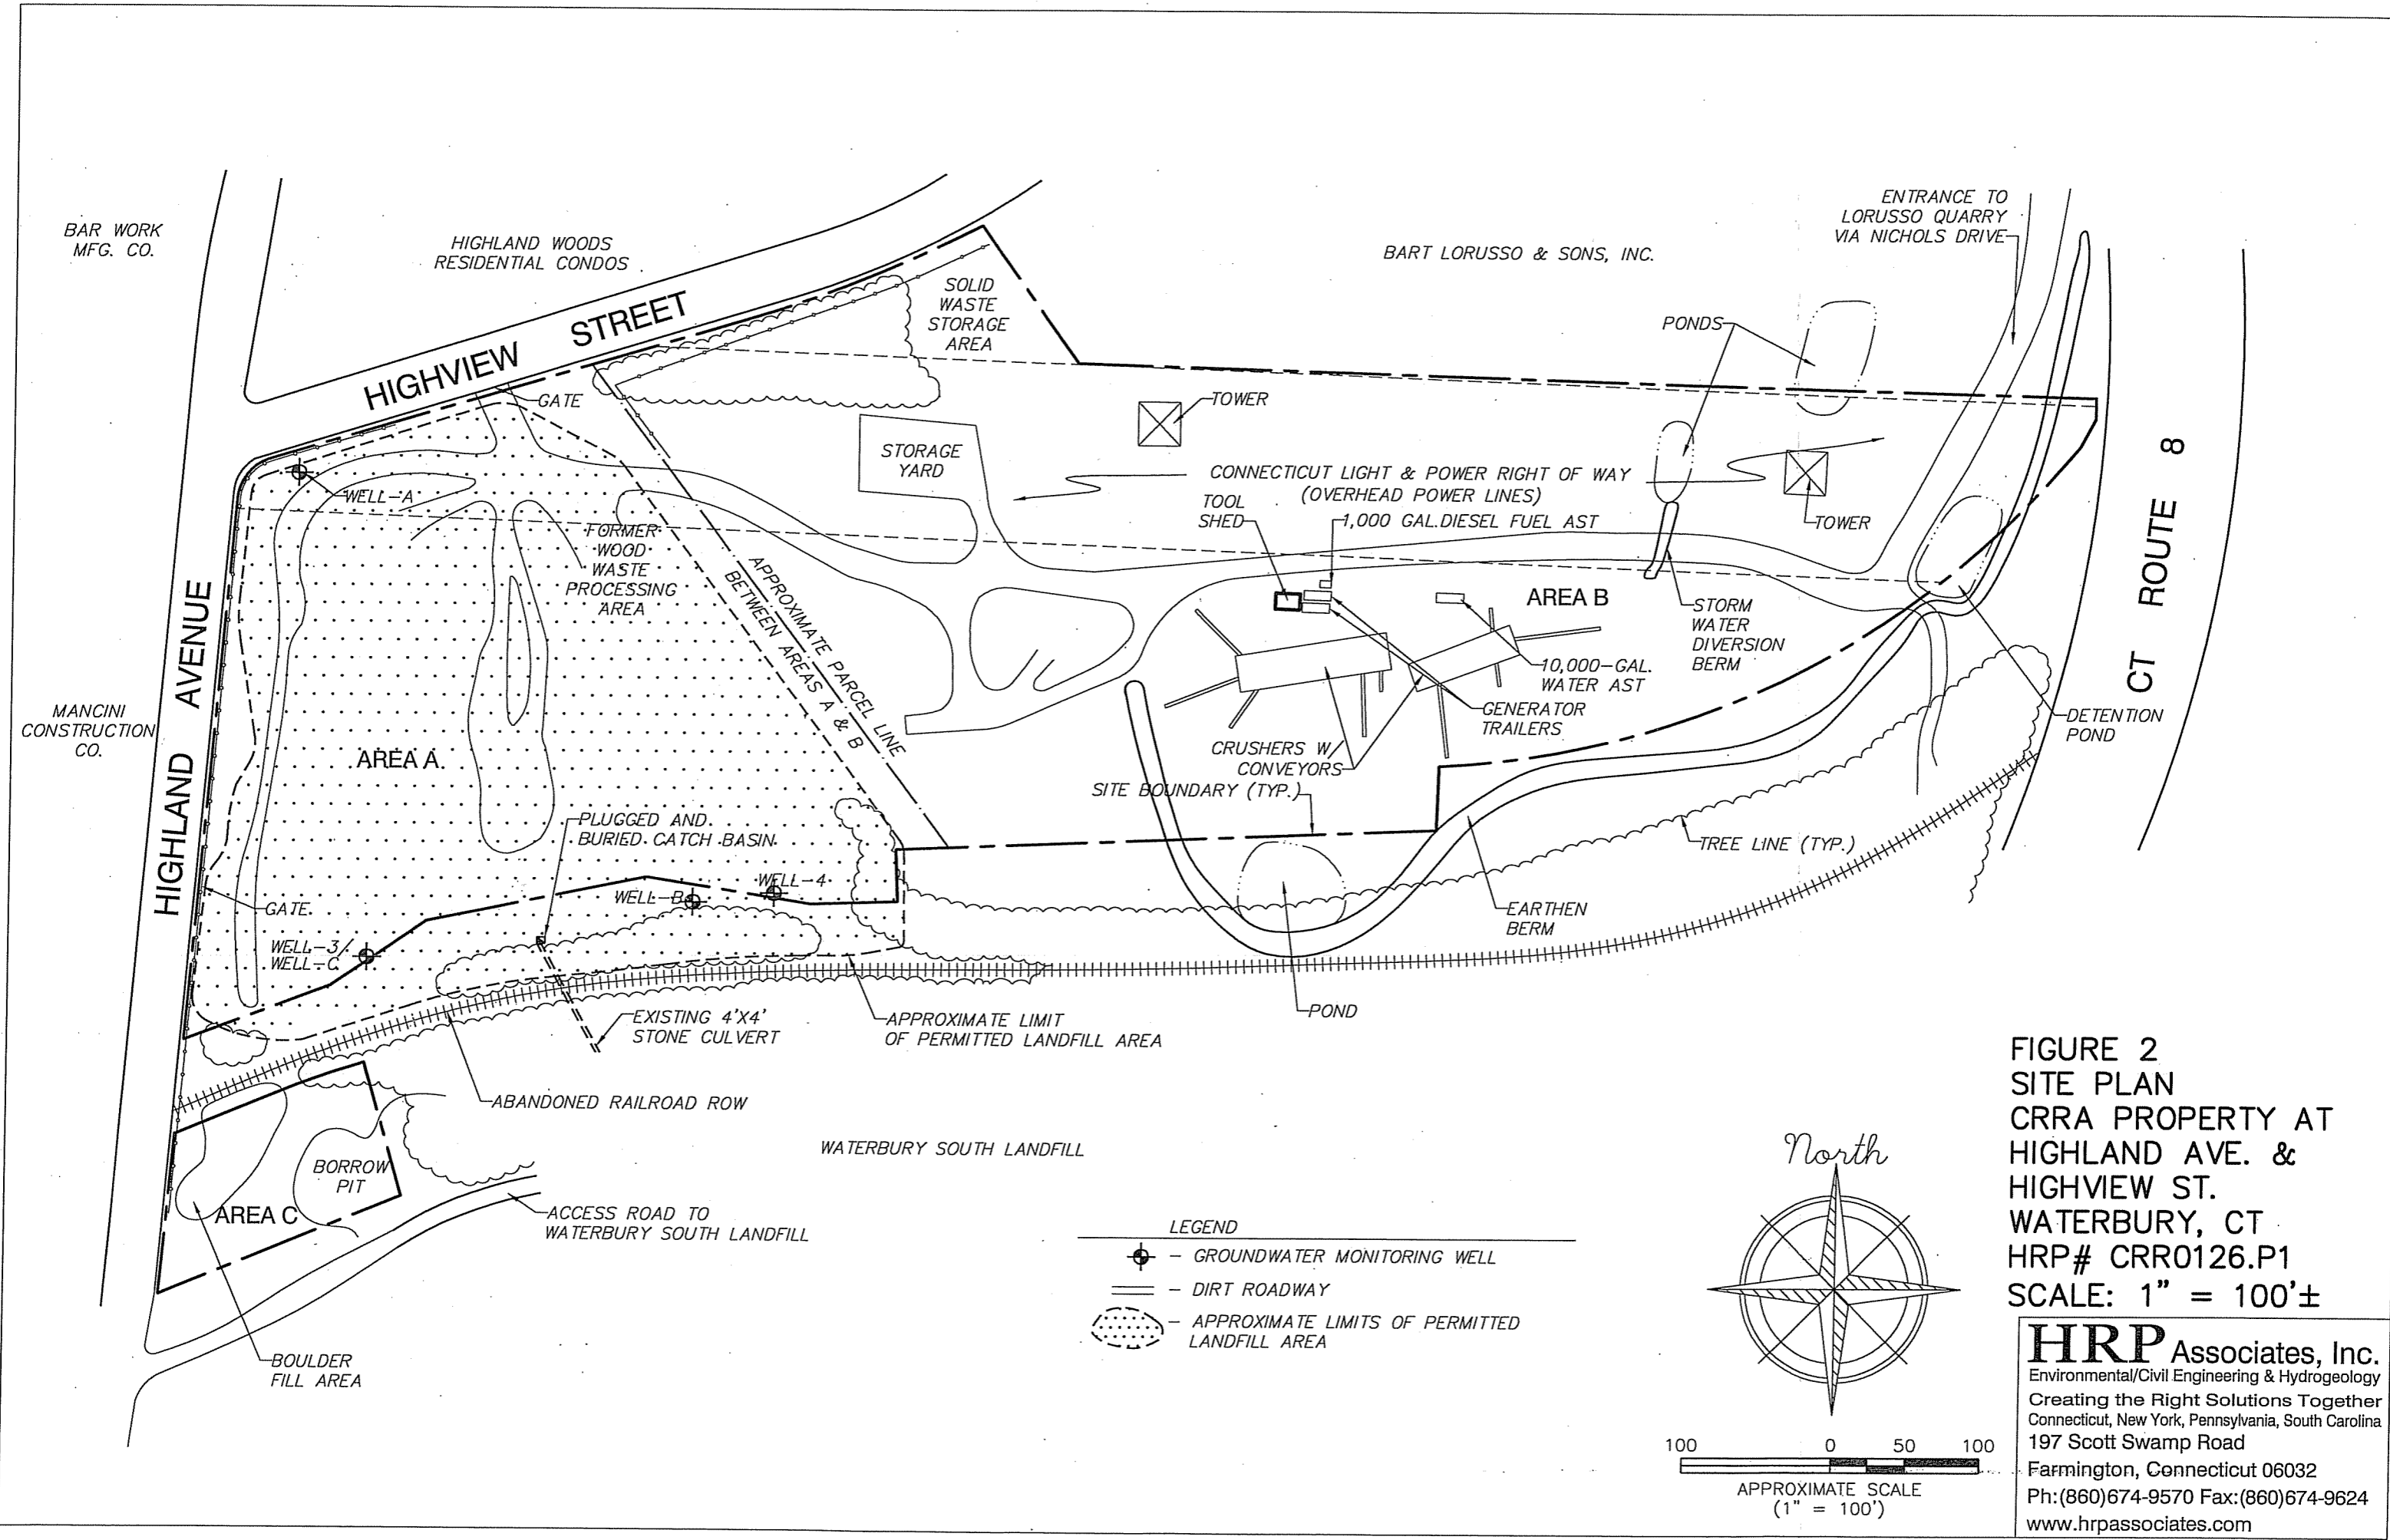 BAR WORK
MFG. CO.
HIGHLAND WOODS
RESIDENTIAL CONDOS
HIGHVIEW STREET
SOLID
WASTE
STORAGE
AREA
BART LORUSSO & SONS, INC.
ENTRANCE TO
LORUSSO QUARRY
VIA NICHOLS DRIVE
PONDS
GATE
TOWER
STORAGE
YARD
CONNECTICUT LIGHT & POWER RIGHT OF WAY
(OVERHEAD POWER LINES)
TOOL
SHED
1,000 GAL.DIESEL FUEL AST
TOWER
CT ROUTE 8
WELL-A
FORMER
WOOD
WASTE
PROCESSING
AREA
APPROXIMATE PARCEL LINE
BETWEEN AREAS A & B
AREA B
STORM
WATER
DIVERSION
BERM
10,000-GAL.
WATER AST
GENERATOR
TRAILERS
CRUSHERS W/
CONVEYORS
DETENTION
POND
MANCINI
CONSTRUCTION
CO.
HIGHLAND AVENUE
AREA A
SITE BOUNDARY (TYP.)
PLUGGED AND
BURIED CATCH BASIN
TREE LINE (TYP.)
WELL-B
WELL-4
GATE
WELL-3/
WELL-C
EARTHEN
BERM
POND
EXISTING 4'X4'
STONE CULVERT
APPROXIMATE LIMIT
OF PERMITTED LANDFILL AREA
ABANDONED RAILROAD ROW
WATERBURY SOUTH LANDFILL
BORROW
PIT
AREA C
ACCESS ROAD TO
WATERBURY SOUTH LANDFILL
BOULDER
FILL AREA
LEGEND
- GROUNDWATER MONITORING WELL
- DIRT ROADWAY
- APPROXIMATE LIMITS OF PERMITTED
LANDFILL AREA
North
100 0 50 100
APPROXIMATE SCALE
(1" = 100')
FIGURE 2
SITE PLAN
CRRA PROPERTY AT
HIGHLAND AVE. &
HIGHVIEW ST.
WATERBURY, CT
HRP# CRR0126.P1
SCALE: 1" = 100'±
HRP Associates, Inc.
Environmental/Civil Engineering & Hydrogeology
Creating the Right Solutions Together
Connecticut, New York, Pennsylvania, South Carolina
197 Scott Swamp Road
Farmington, Connecticut 06032
Ph:(860)674-9570 Fax:(860)674-9624
www.hrpassociates.com